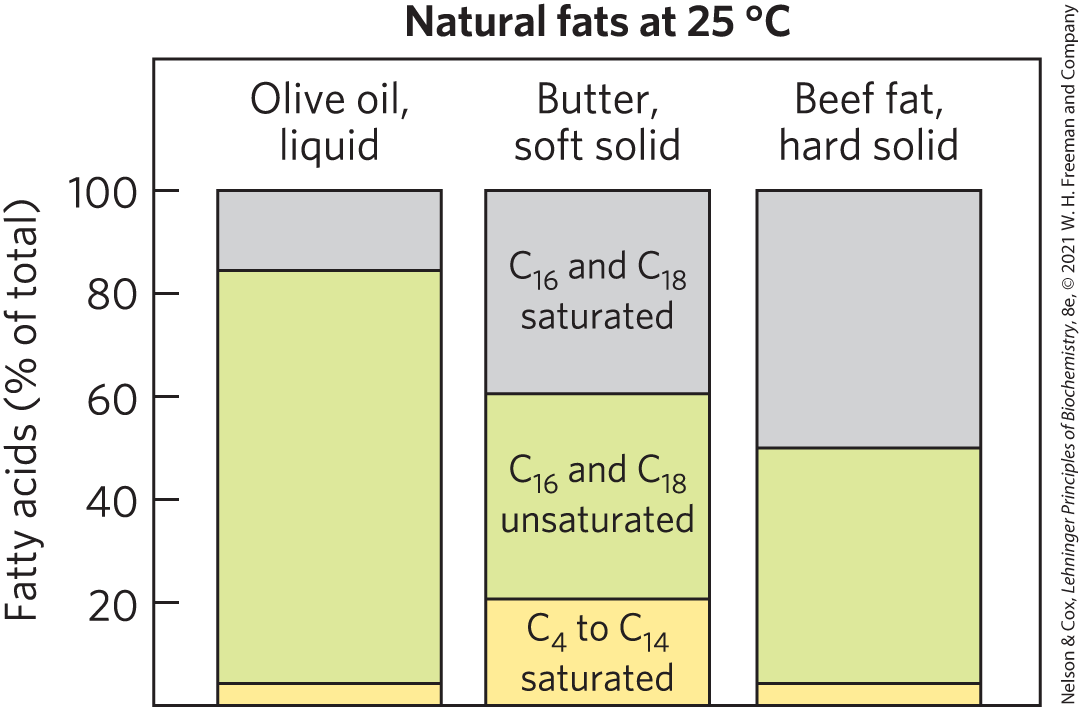 Natural fats at 25 °C
Olive oil,
liquid
Butter,
soft solid
Beef fat,
hard solid
Fatty acids (% of total)
100
80
60
40
20
C₁₆ and C₁₈
saturated
C₁₆ and C₁₈
unsaturated
C₄ to C₁₄
saturated
Nelson & Cox, Lehninger Principles of Biochemistry, 8e, © 2021 W. H. Freeman and Company